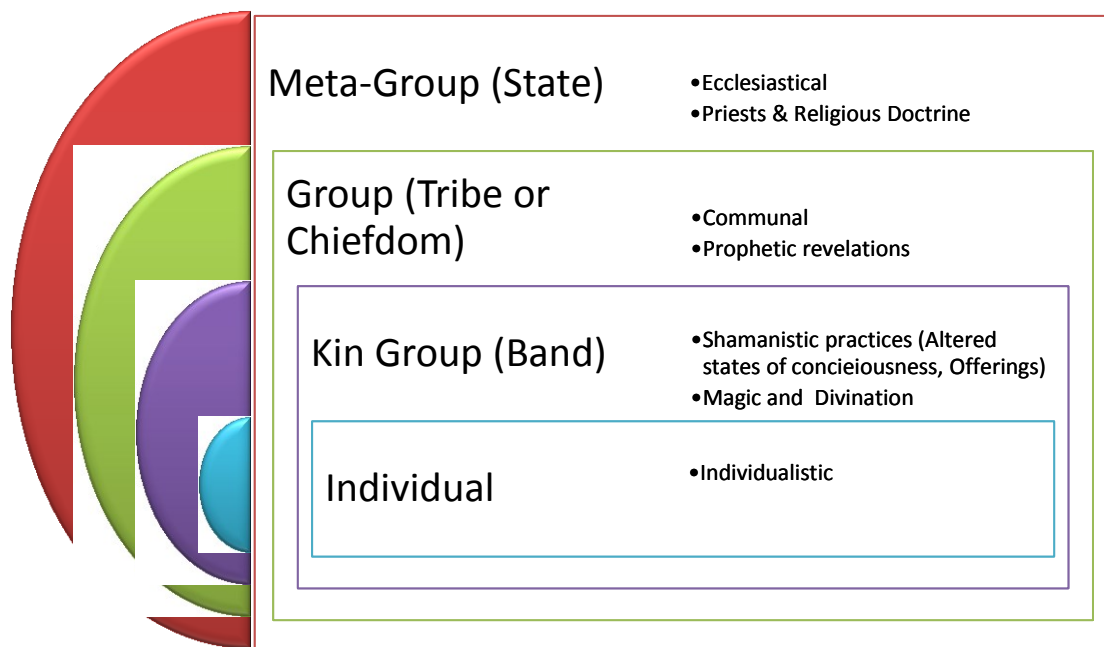 Meta-Group (State)
•Ecclesiastical
•Priests & Religious Doctrine
Group (Tribe or
Chiefdom)
•Communal
•Prophetic revelations
Kin Group (Band)
•Shamanistic practices (Altered
states of concieiousness, Offerings)
•Magic and Divination
Individual
•Individualistic